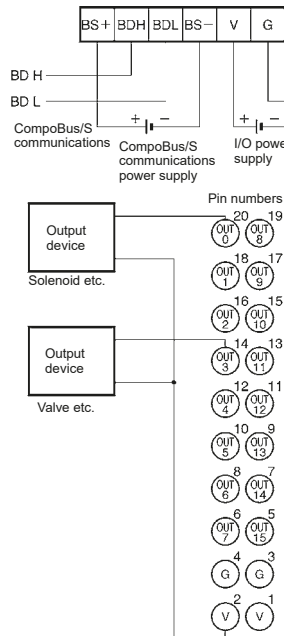 BS+ BDH BDL BS− V G
BD H
BD L
+ − + −
CompoBus/S
communications
CompoBus/S
communications
power supply
I/O powe
supply
Pin numbers
20 19
Output
device
OUT
0
OUT
8
Solenoid etc.
18 17
OUT
1
OUT
9
16 15
OUT
2
OUT
10
14 13
Output
device
OUT
3
OUT
11
Valve etc.
12 11
OUT
4
OUT
12
10 9
OUT
5
OUT
13
8 7
OUT
6
OUT
14
6 5
OUT
7
OUT
15
4 3
G G
2 1
V V